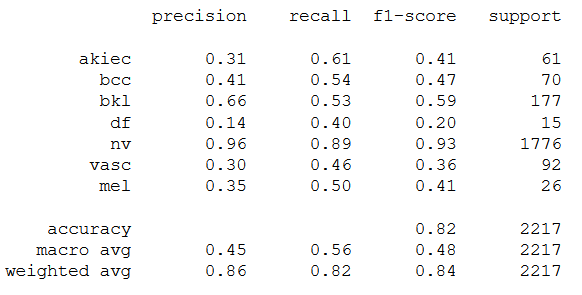 precision recall f1-score support
akiec 0.31 0.61 0.41 61
bcc 0.41 0.54 0.47 70
bkl 0.66 0.53 0.59 177
df 0.14 0.40 0.20 15
nv 0.96 0.89 0.93 1776
vasc 0.30 0.46 0.36 92
mel 0.35 0.50 0.41 26
accuracy 0.82 2217
macro avg 0.45 0.56 0.48 2217
weighted avg 0.86 0.82 0.84 2217